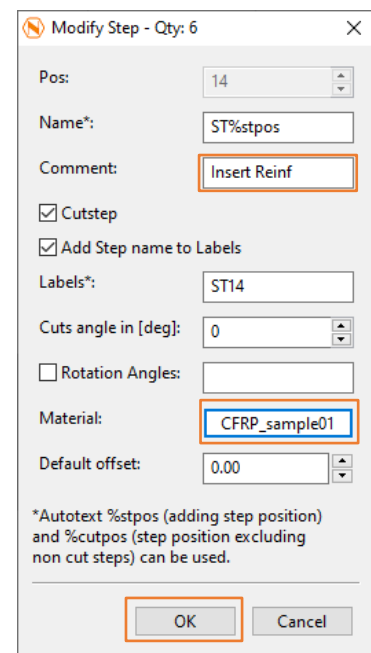 Modify Step - Qty: 6
Pos: 14
Name*: ST%stpos
Comment: Insert Reinf
Cutstep
Add Step name to Labels
Labels*: ST14
Cuts angle in [deg]: 0
Rotation Angles:
Material: CFRP_sample01
Default offset: 0.00
*Autotext %stpos (adding step position)
and %cutpos (step position excluding
non cut steps) can be used.
OK Cancel